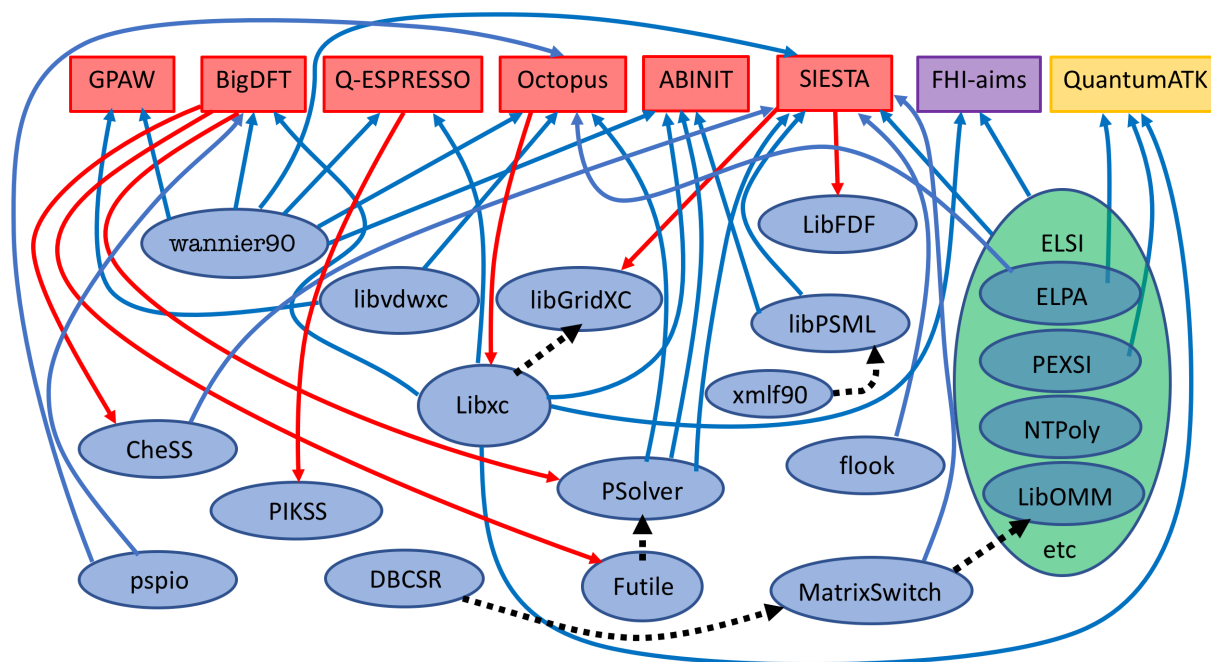 GPAW
BigDFT
Q-ESPRESSO
Octopus
ABINIT
SIESTA
FHI-aims
QuantumATK
wannier90
LibFDF
ELSI
libvdwxc
libGridXC
ELPA
libPSML
PEXSI
xmlf90
Libxc
NTPoly
CheSS
flook
PSolver
LibOMM
PIKSS
etc
pspio
DBCSR
Futile
MatrixSwitch